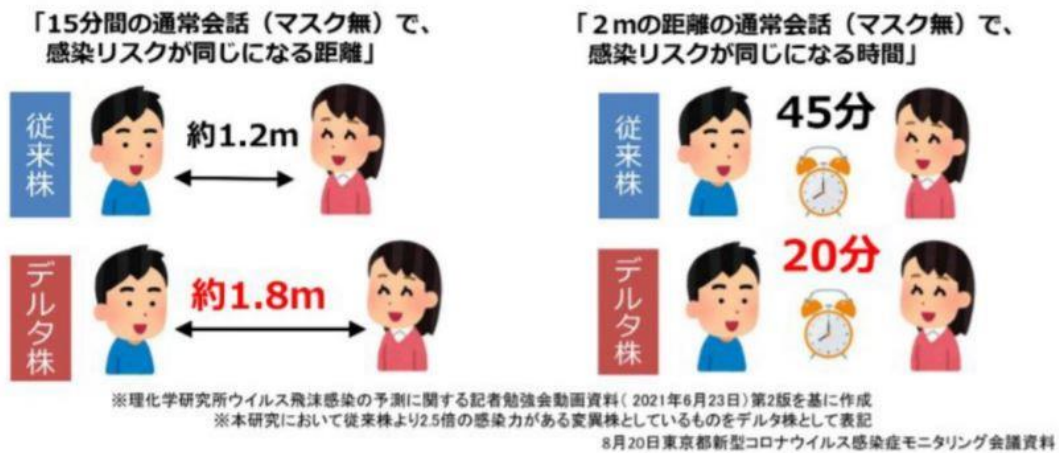 「15分間の通常会話（マスク無）で、
感染リスクが同じになる距離」
従来株
約1.2m
デルタ株
約1.8m
「２ｍの距離の通常会話（マスク無）で、
感染リスクが同じになる時間」
従来株
45分
デルタ株
20分
※理化学研究所ウイルス飛沫感染の予測に関する記者勉強会動画資料（2021年6月23日）第2版を基に作成
※本研究において従来株より2.5倍の感染力がある変異株としているものをデルタ株として表記
8月20日東京都新型コロナウイルス感染症モニタリング会議資料